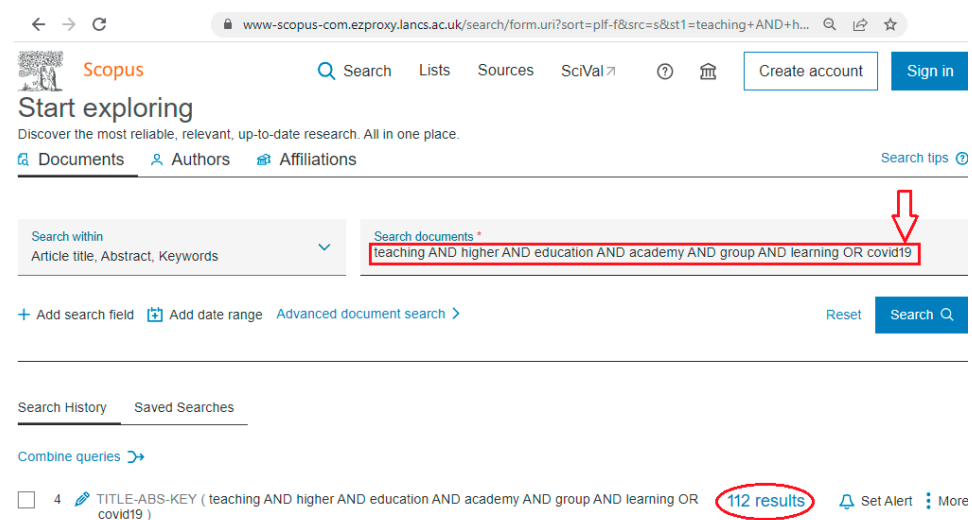 www-scopus-com.ezproxy.lancs.ac.uk/search/form.uri?sort=plf-f&src=s&st1=teaching+AND+h...
Scopus
Search Lists Sources SciVal Create account Sign in
Start exploring
Discover the most reliable, relevant, up-to-date research. All in one place.
Documents Authors Affiliations Search tips
Search within
Article title, Abstract, Keywords
Search documents *
teaching AND higher AND education AND academy AND group AND learning OR covid19
Add search field Add date range Advanced document search Reset Search
Search History Saved Searches
Combine queries
4 TITLE-ABS-KEY ( teaching AND higher AND education AND academy AND group AND learning OR 112 results Set Alert More
covid19 )